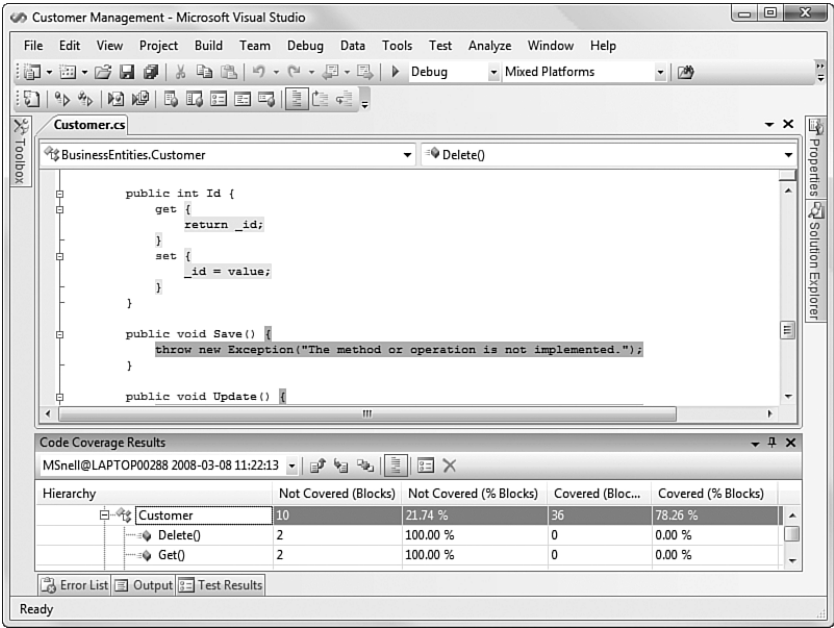 Customer Management - Microsoft Visual Studio
File Edit View Project Build Team Debug Data Tools Test Analyze Window Help
Debug Mixed Platforms
Toolbox
Customer.cs
BusinessEntities.Customer Delete()
public int Id {
get {
return _id;
}
set {
_id = value;
}
}
public void Save() {
throw new Exception("The method or operation is not implemented.");
}
public void Update() {
Properties
Solution Explorer
Code Coverage Results
MSnell@LAPTOP00288 2008-03-08 11:22:13
Hierarchy Not Covered (Blocks) Not Covered (% Blocks) Covered (Bloc... Covered (% Blocks)
Customer 10 21.74 % 36 78.26 %
Delete() 2 100.00 % 0 0.00 %
Get() 2 100.00 % 0 0.00 %
Error List Output Test Results
Ready